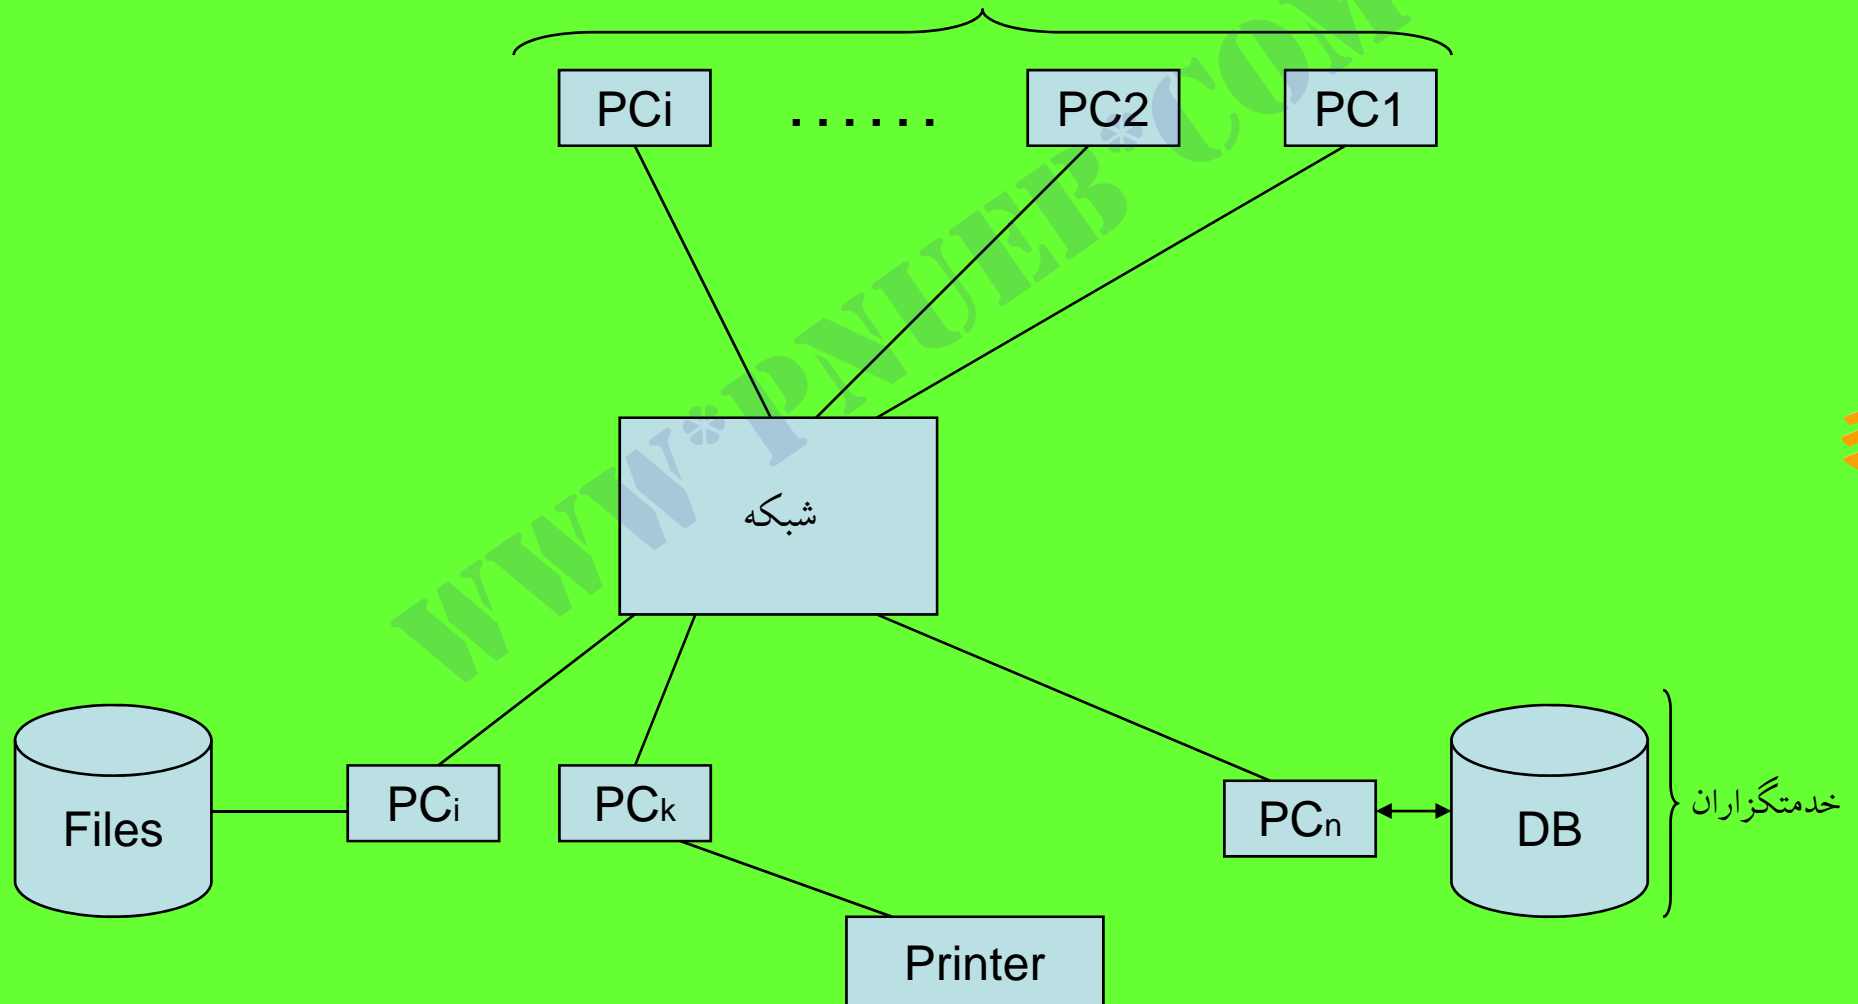 PCi ...... PC2 PC1
شبکه
Files
PCi
PCk
PCn
DB
خدمتگزاران
Printer
WWW*PNUEB*COM